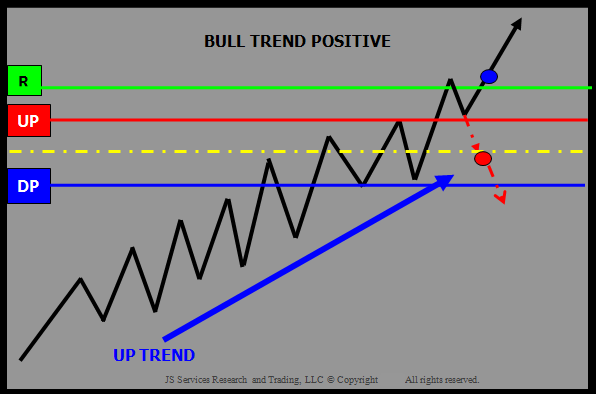 BULL TREND POSITIVE
R
UP
DP
UP TREND
JS Services Research and Trading, LLC © Copyright All rights reserved.